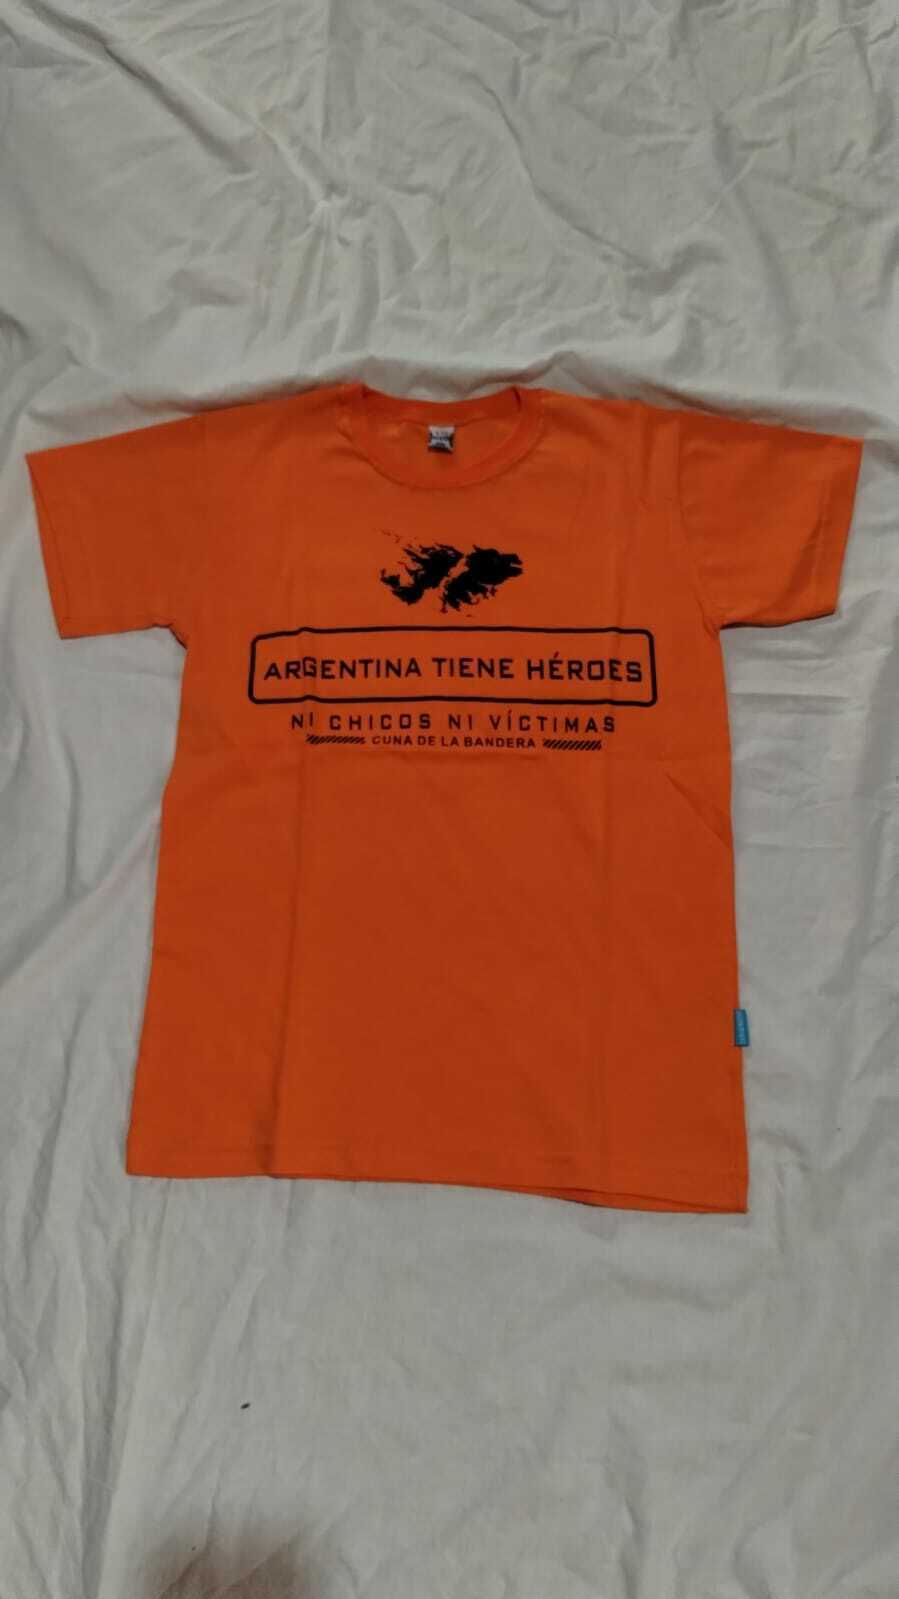 ARGENTINA TIENE HÉROES
NI CHICOS NI VÍCTIMAS
CUNA DE LA BANDERA